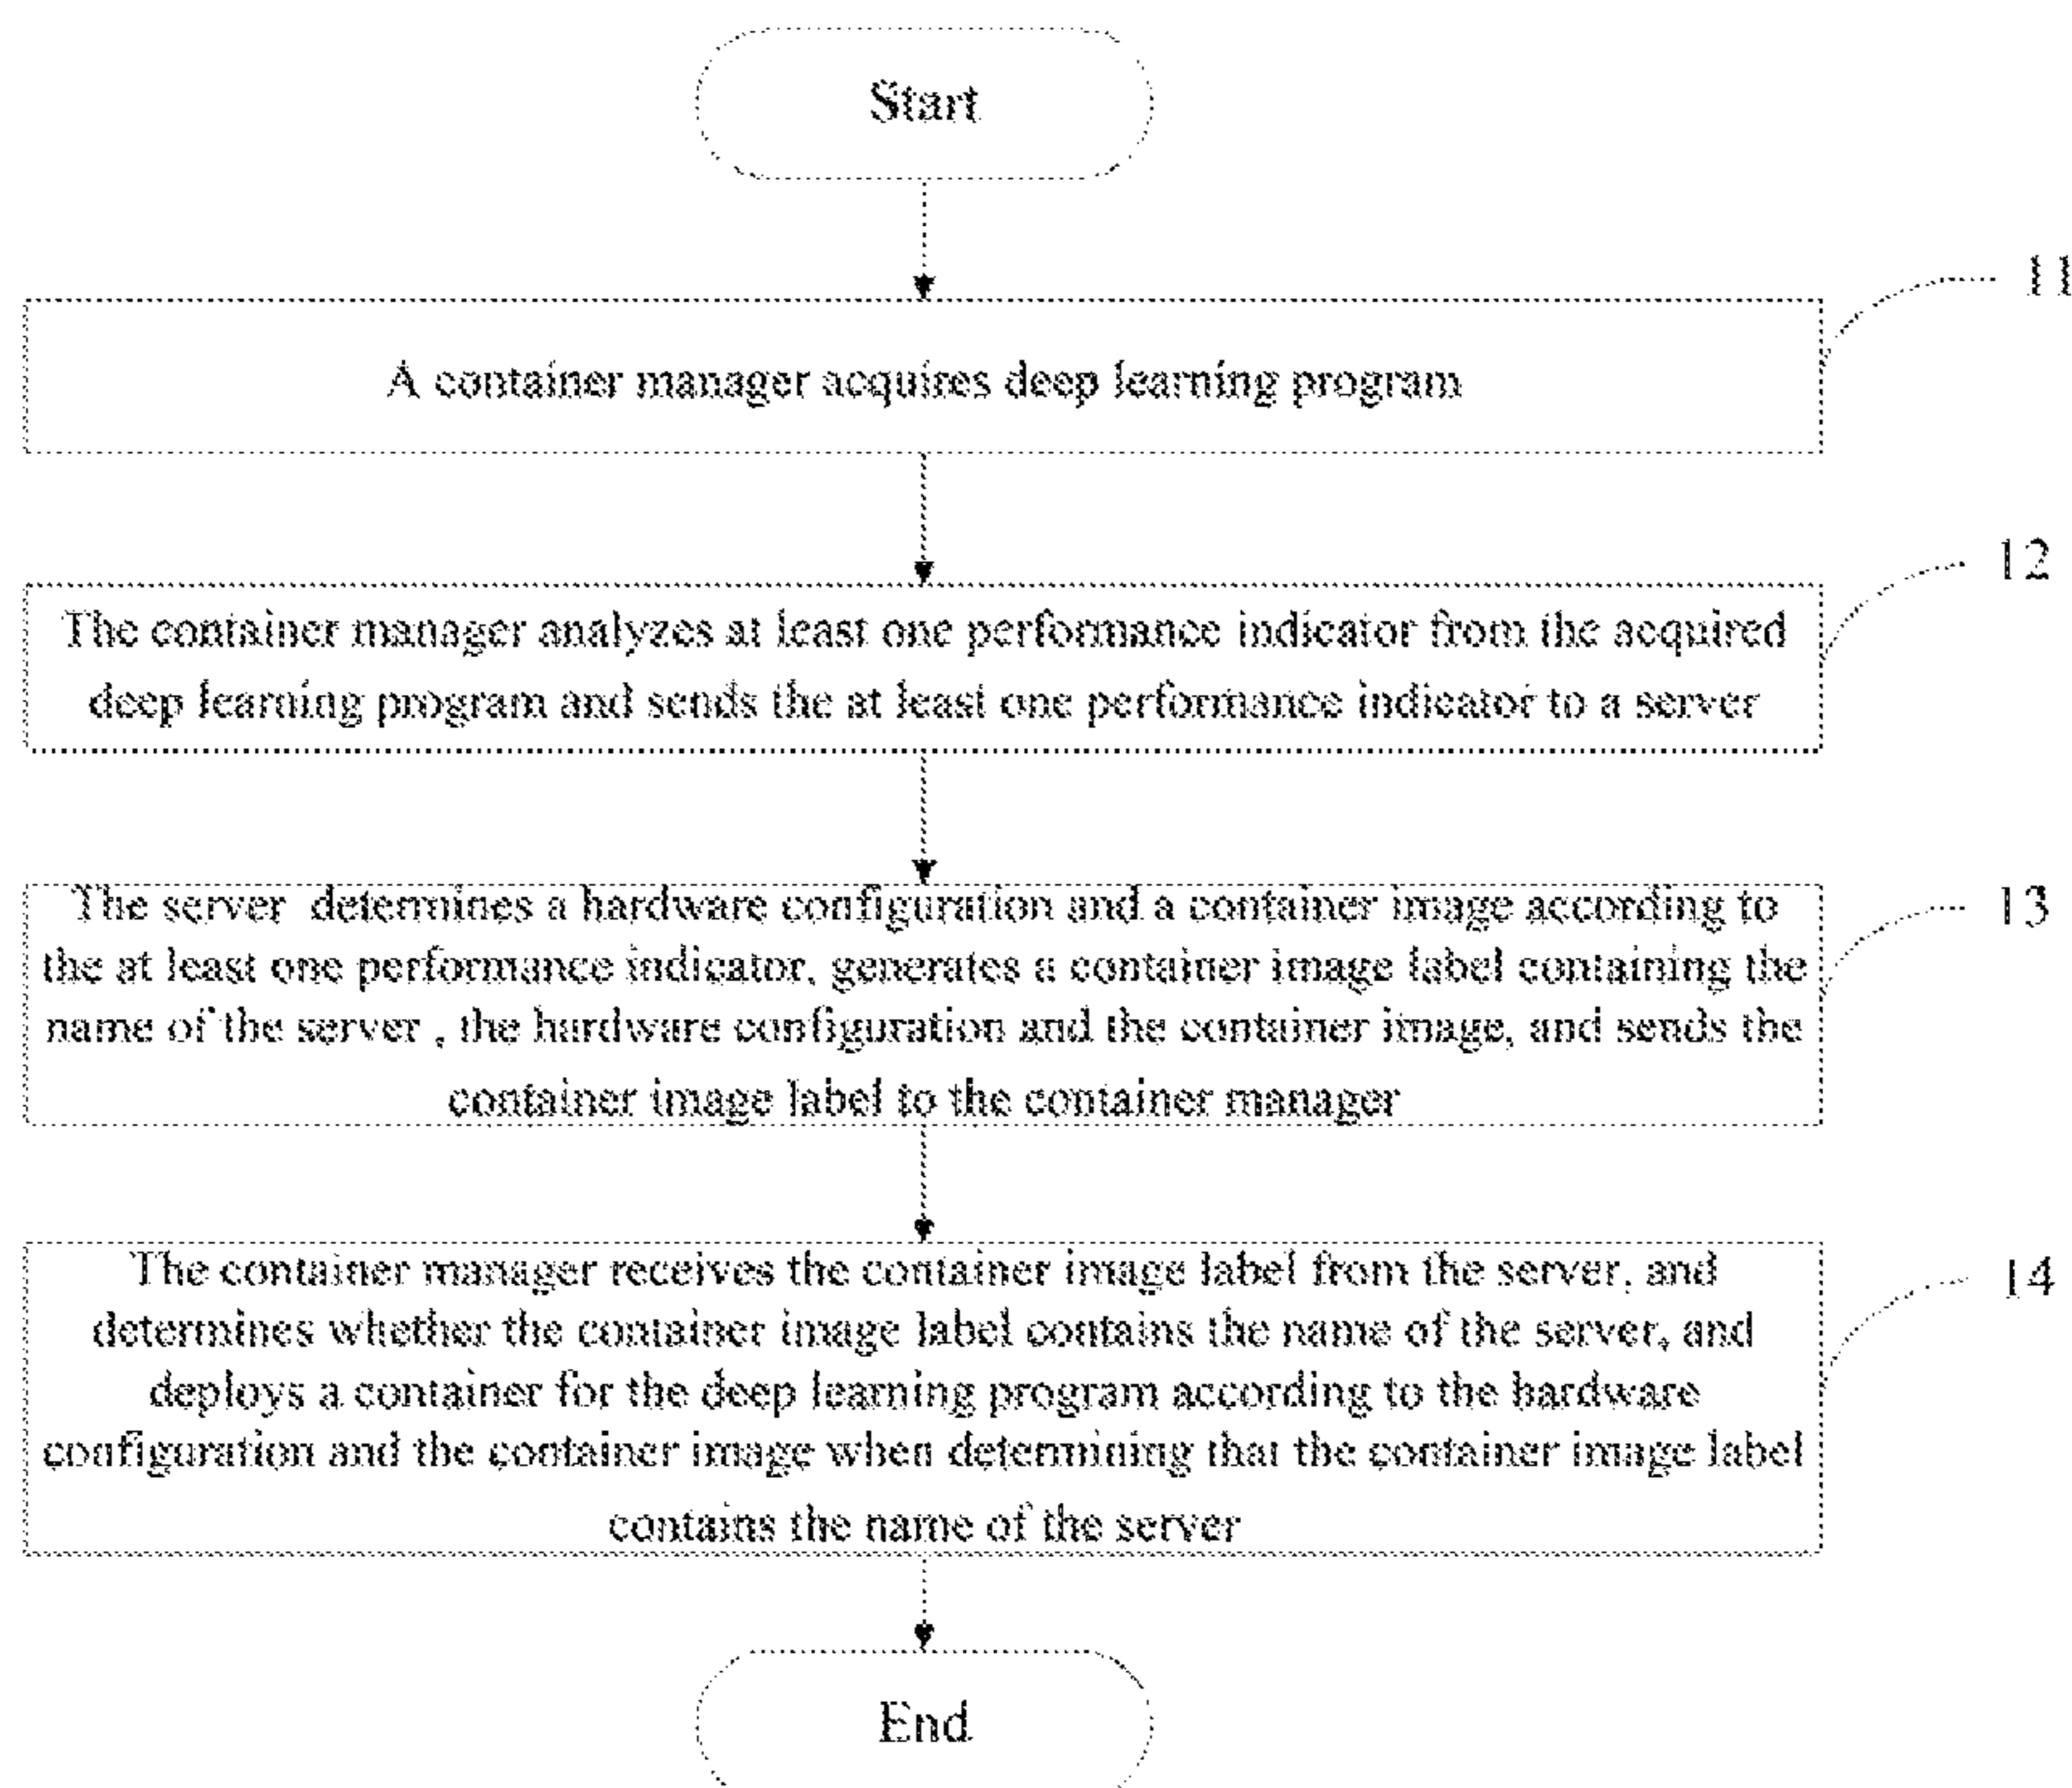 Start
11
A container manager acquires deep learning program
12
The container manager analyzes at least one performance indicator from the acquired
deep learning program and sends the at least one performance indicator to a server
13
The server determines a hardware configuration and a container image according to
the at least one performance indicator, generates a container image label containing the
name of the server , the hardware configuration and the container image, and sends the
container image label to the container manager
14
The container manager receives the container image label from the server, and
determines whether the container image label contains the name of the server, and
deploys a container for the deep learning program according to the hardware
configuration and the container image when determining that the container image label
contains the name of the server
End